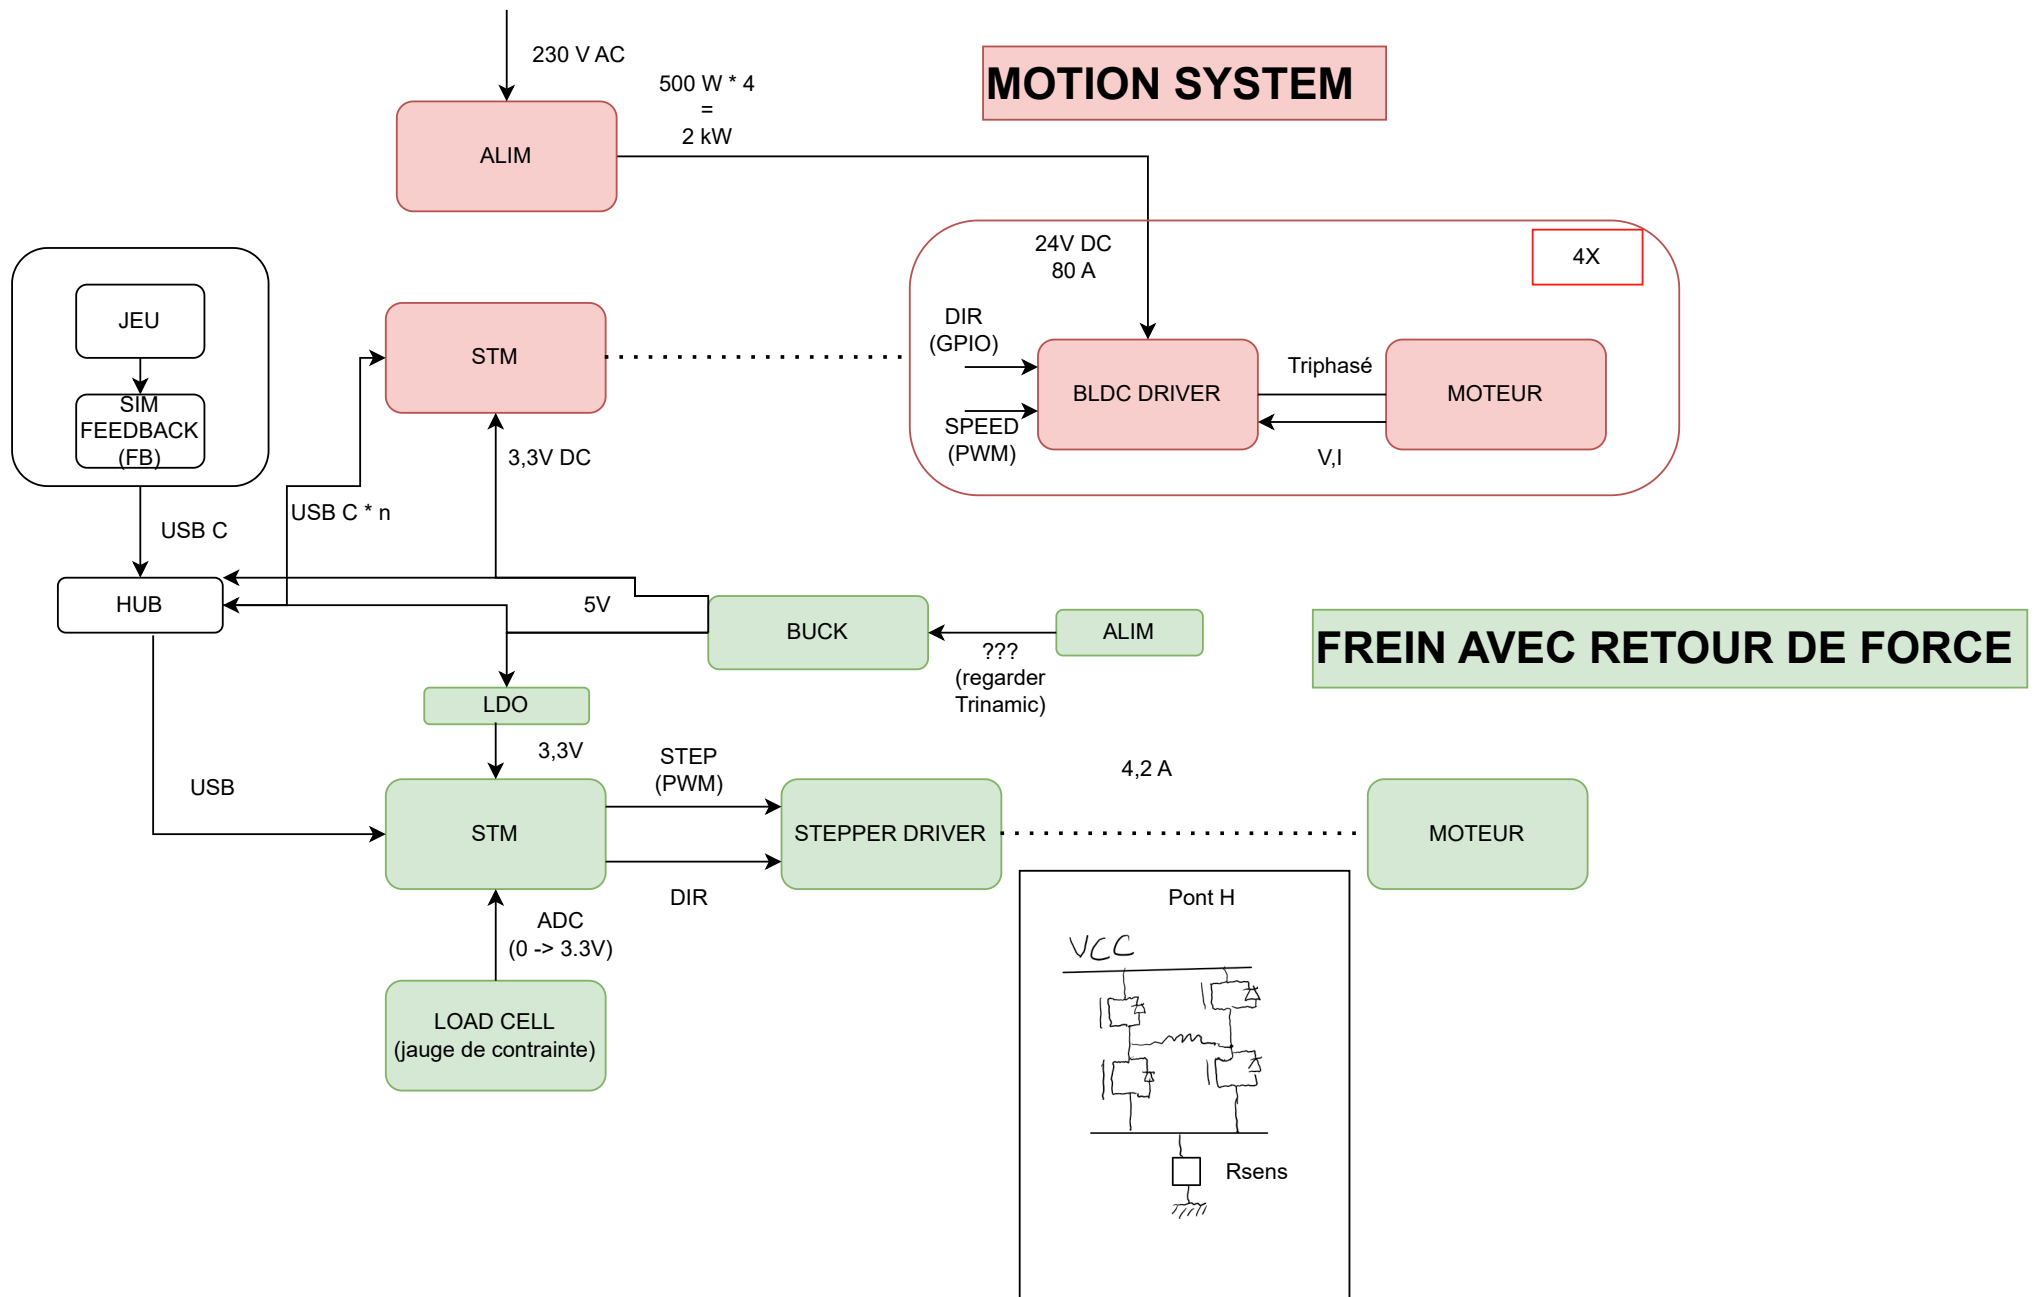 230 V AC
500 W * 4
=
2 kW
MOTION SYSTEM
ALIM
24V DC
80 A
4X
JEU
SIM
FEEDBACK
(FB)
STM
DIR
(GPIO)
SPEED
(PWM)
BLDC DRIVER
Triphasé
V,I
MOTEUR
3,3V DC
USB C * n
USB C
HUB
5V
BUCK
???
(regarder
Trinamic)
ALIM
FREIN AVEC RETOUR DE FORCE
LDO
3,3V
USB
STM
STEP
(PWM)
DIR
STEPPER DRIVER
4,2 A
MOTEUR
ADC
(0 -> 3.3V)
LOAD CELL
(jauge de contrainte)
Pont H
VCC
Rsens